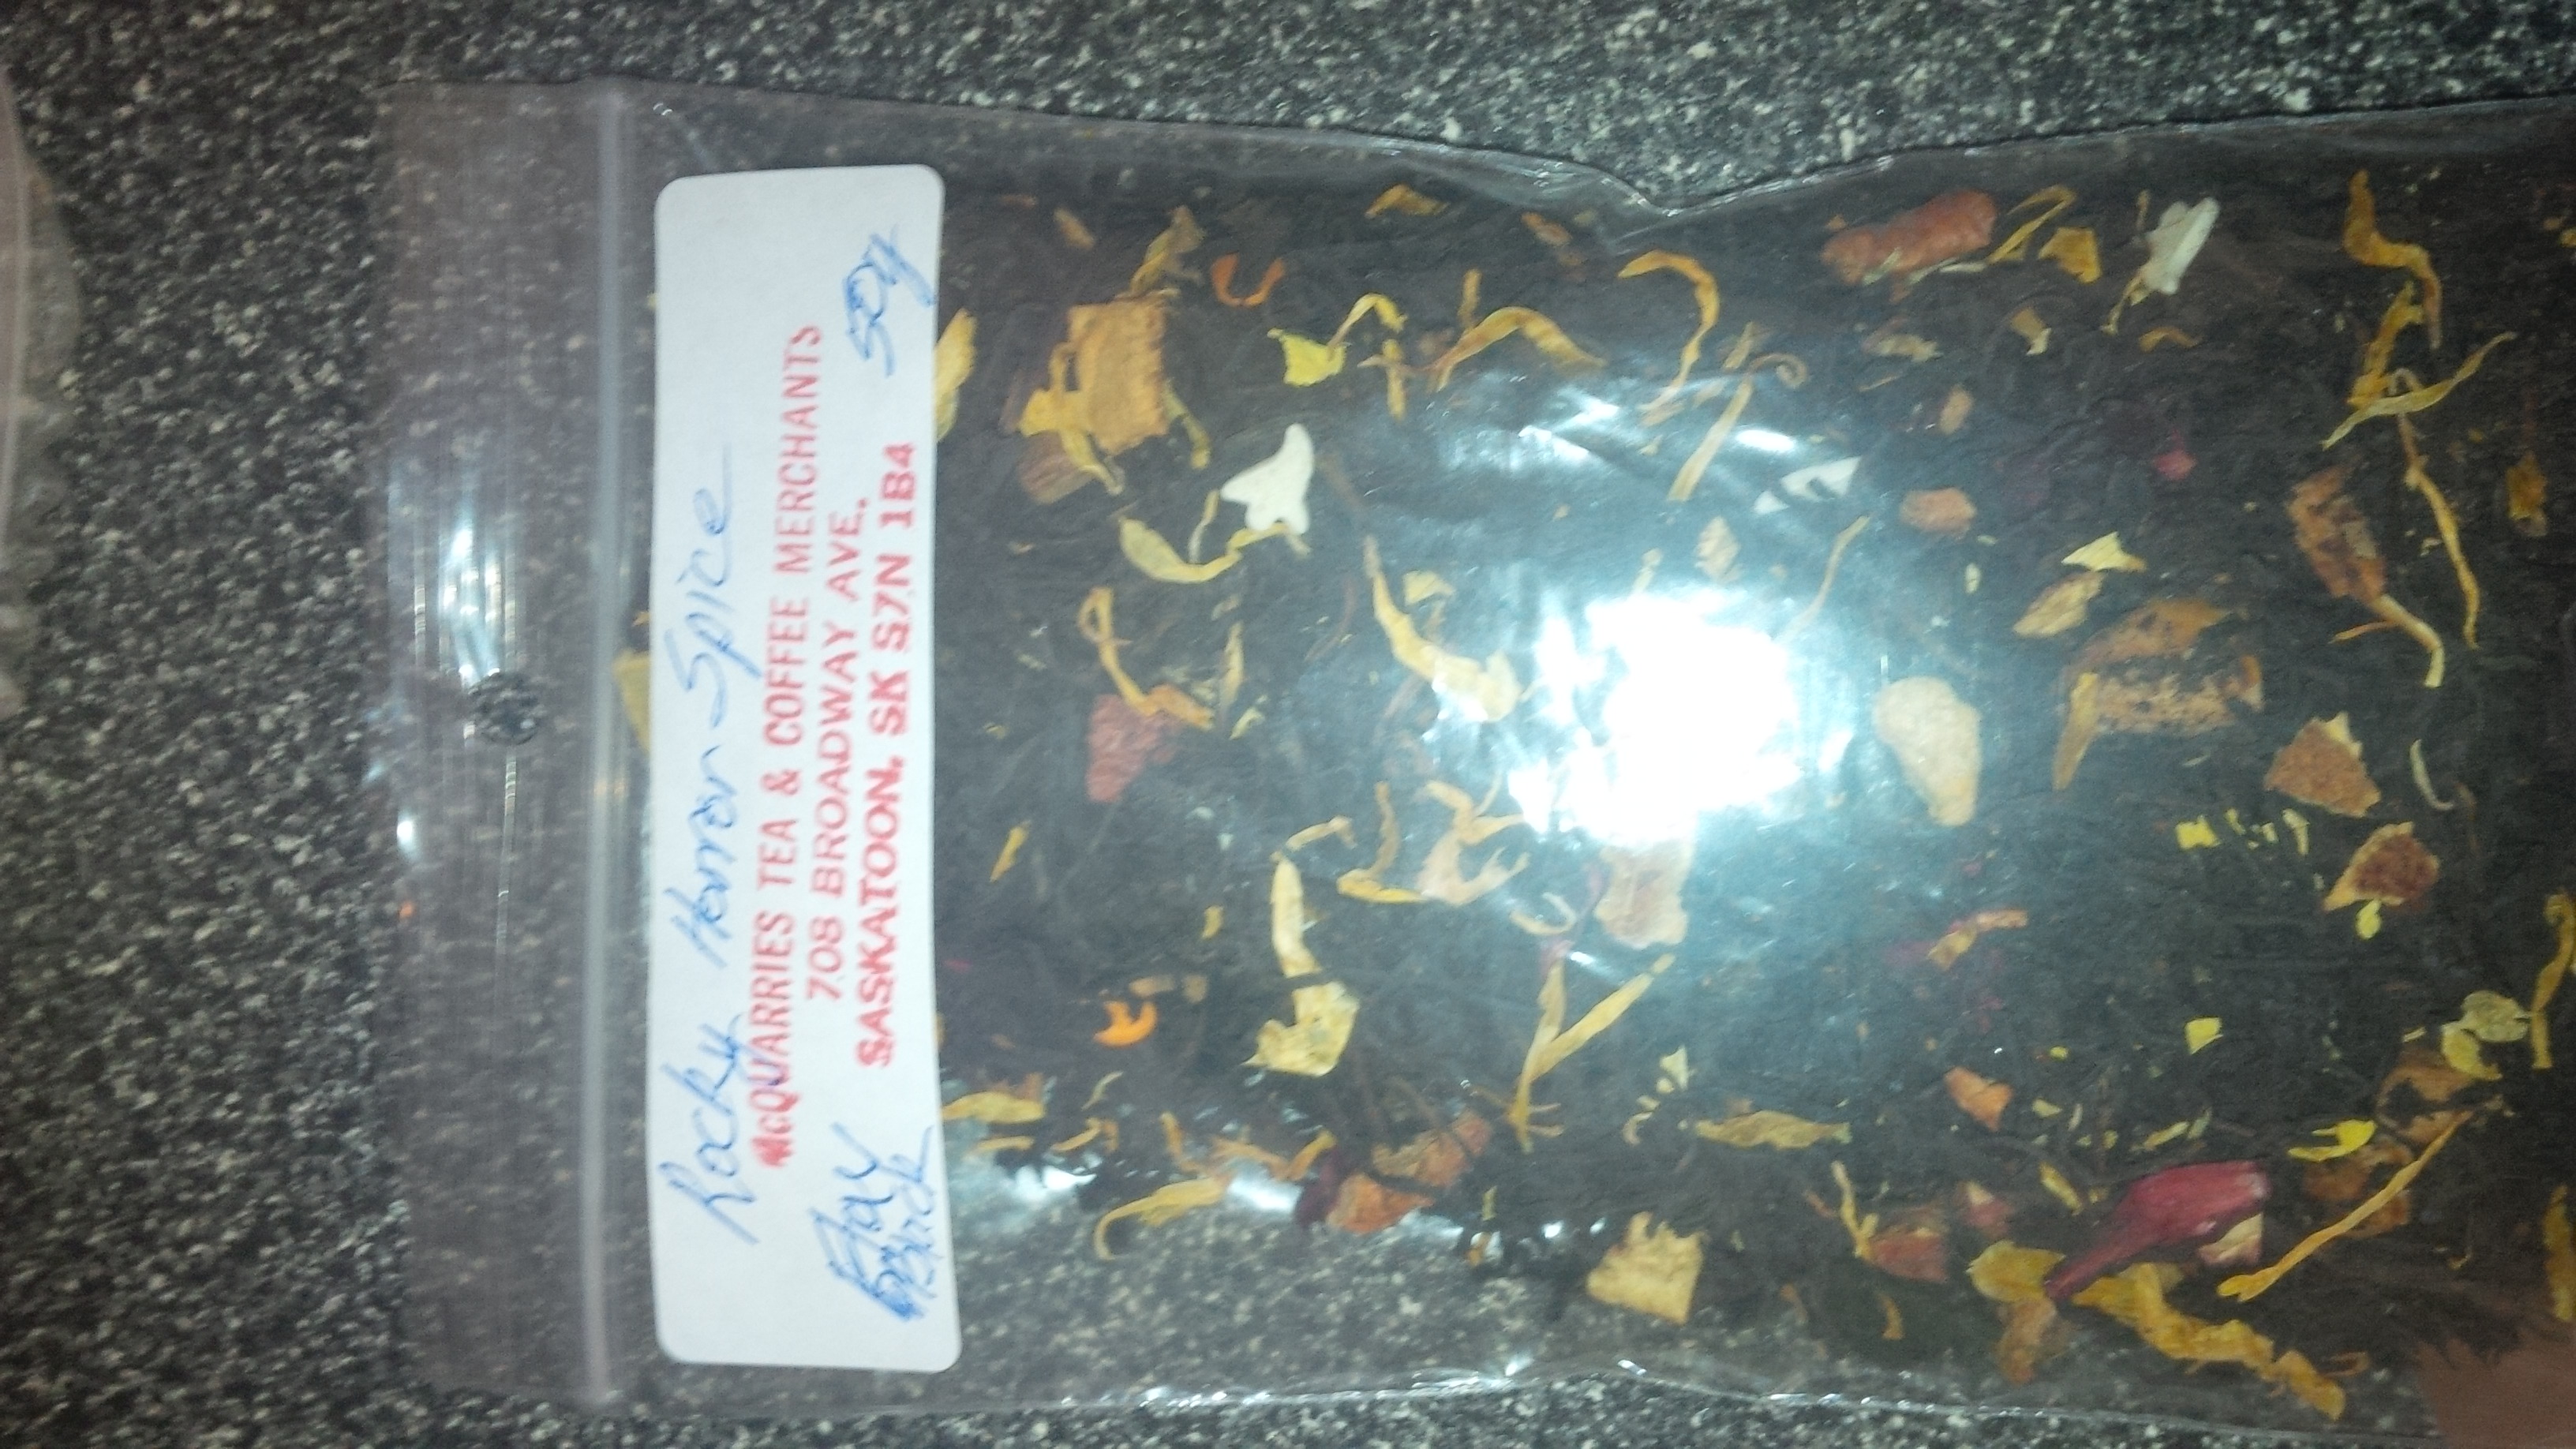 Rocky Horror Spice
McQUARRIES TEA & COFFEE MERCHANTS
708 BROADWAY AVE.
SASKATOON, SK S7N 1B4
50g